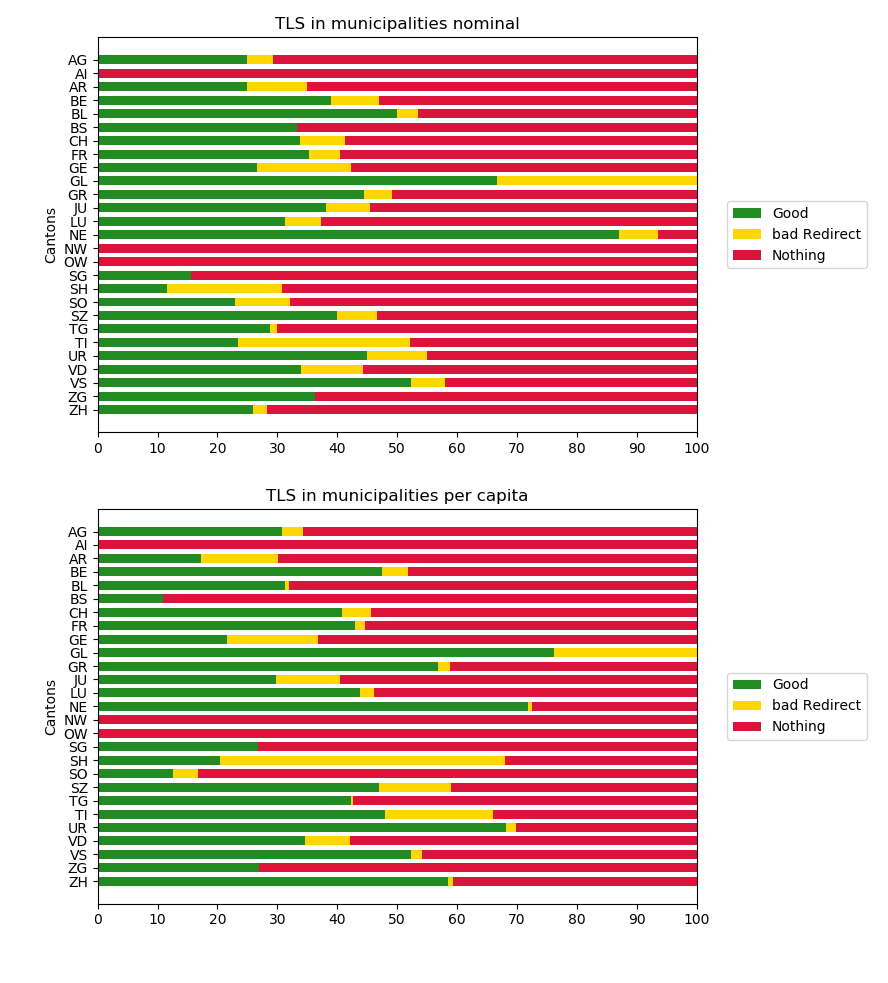 TLS in municipalities nominal
Cantons
AG
AI
AR
BE
BL
BS
CH
FR
GE
GL
GR
JU
LU
NE
NW
OW
SG
SH
SO
SZ
TG
TI
UR
VD
VS
ZG
ZH
0 10 20 30 40 50 60 70 80 90 100
Good
bad Redirect
Nothing
TLS in municipalities per capita
Cantons
AG
AI
AR
BE
BL
BS
CH
FR
GE
GL
GR
JU
LU
NE
NW
OW
SG
SH
SO
SZ
TG
TI
UR
VD
VS
ZG
ZH
0 10 20 30 40 50 60 70 80 90 100
Good
bad Redirect
Nothing